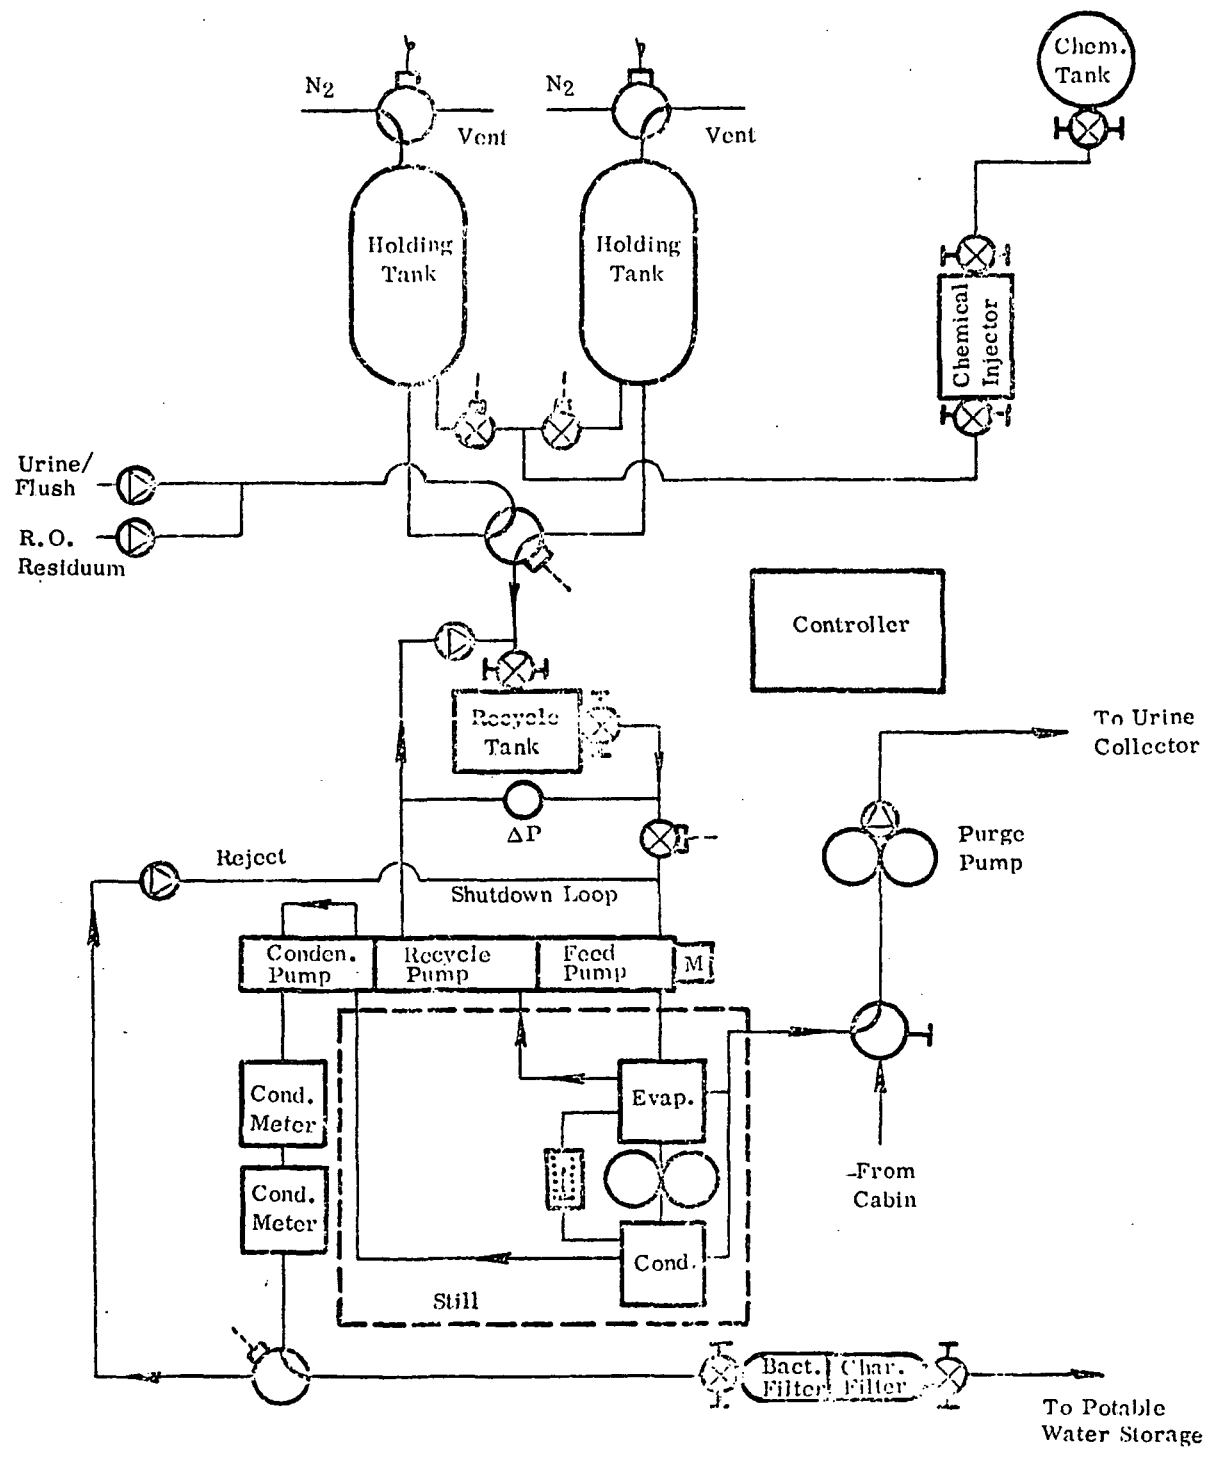 Chem.
Tank
N2
Vent
N2
Vent
Holding
Tank
Holding
Tank
Chemical
Injector
Urine/
Flush
R.O.
Residuum
Controller
Recycle
Tank
To Urine
Collector
ΔP
Purge
Pump
Reject
Shutdown Loop
Conden.
Pump
Recycle
Pump
Feed
Pump
M
Cond.
Meter
Evap.
From
Cabin
Cond.
Meter
Cond.
Still
Bact.
Filter
Char.
Filter
To Potable
Water Storage